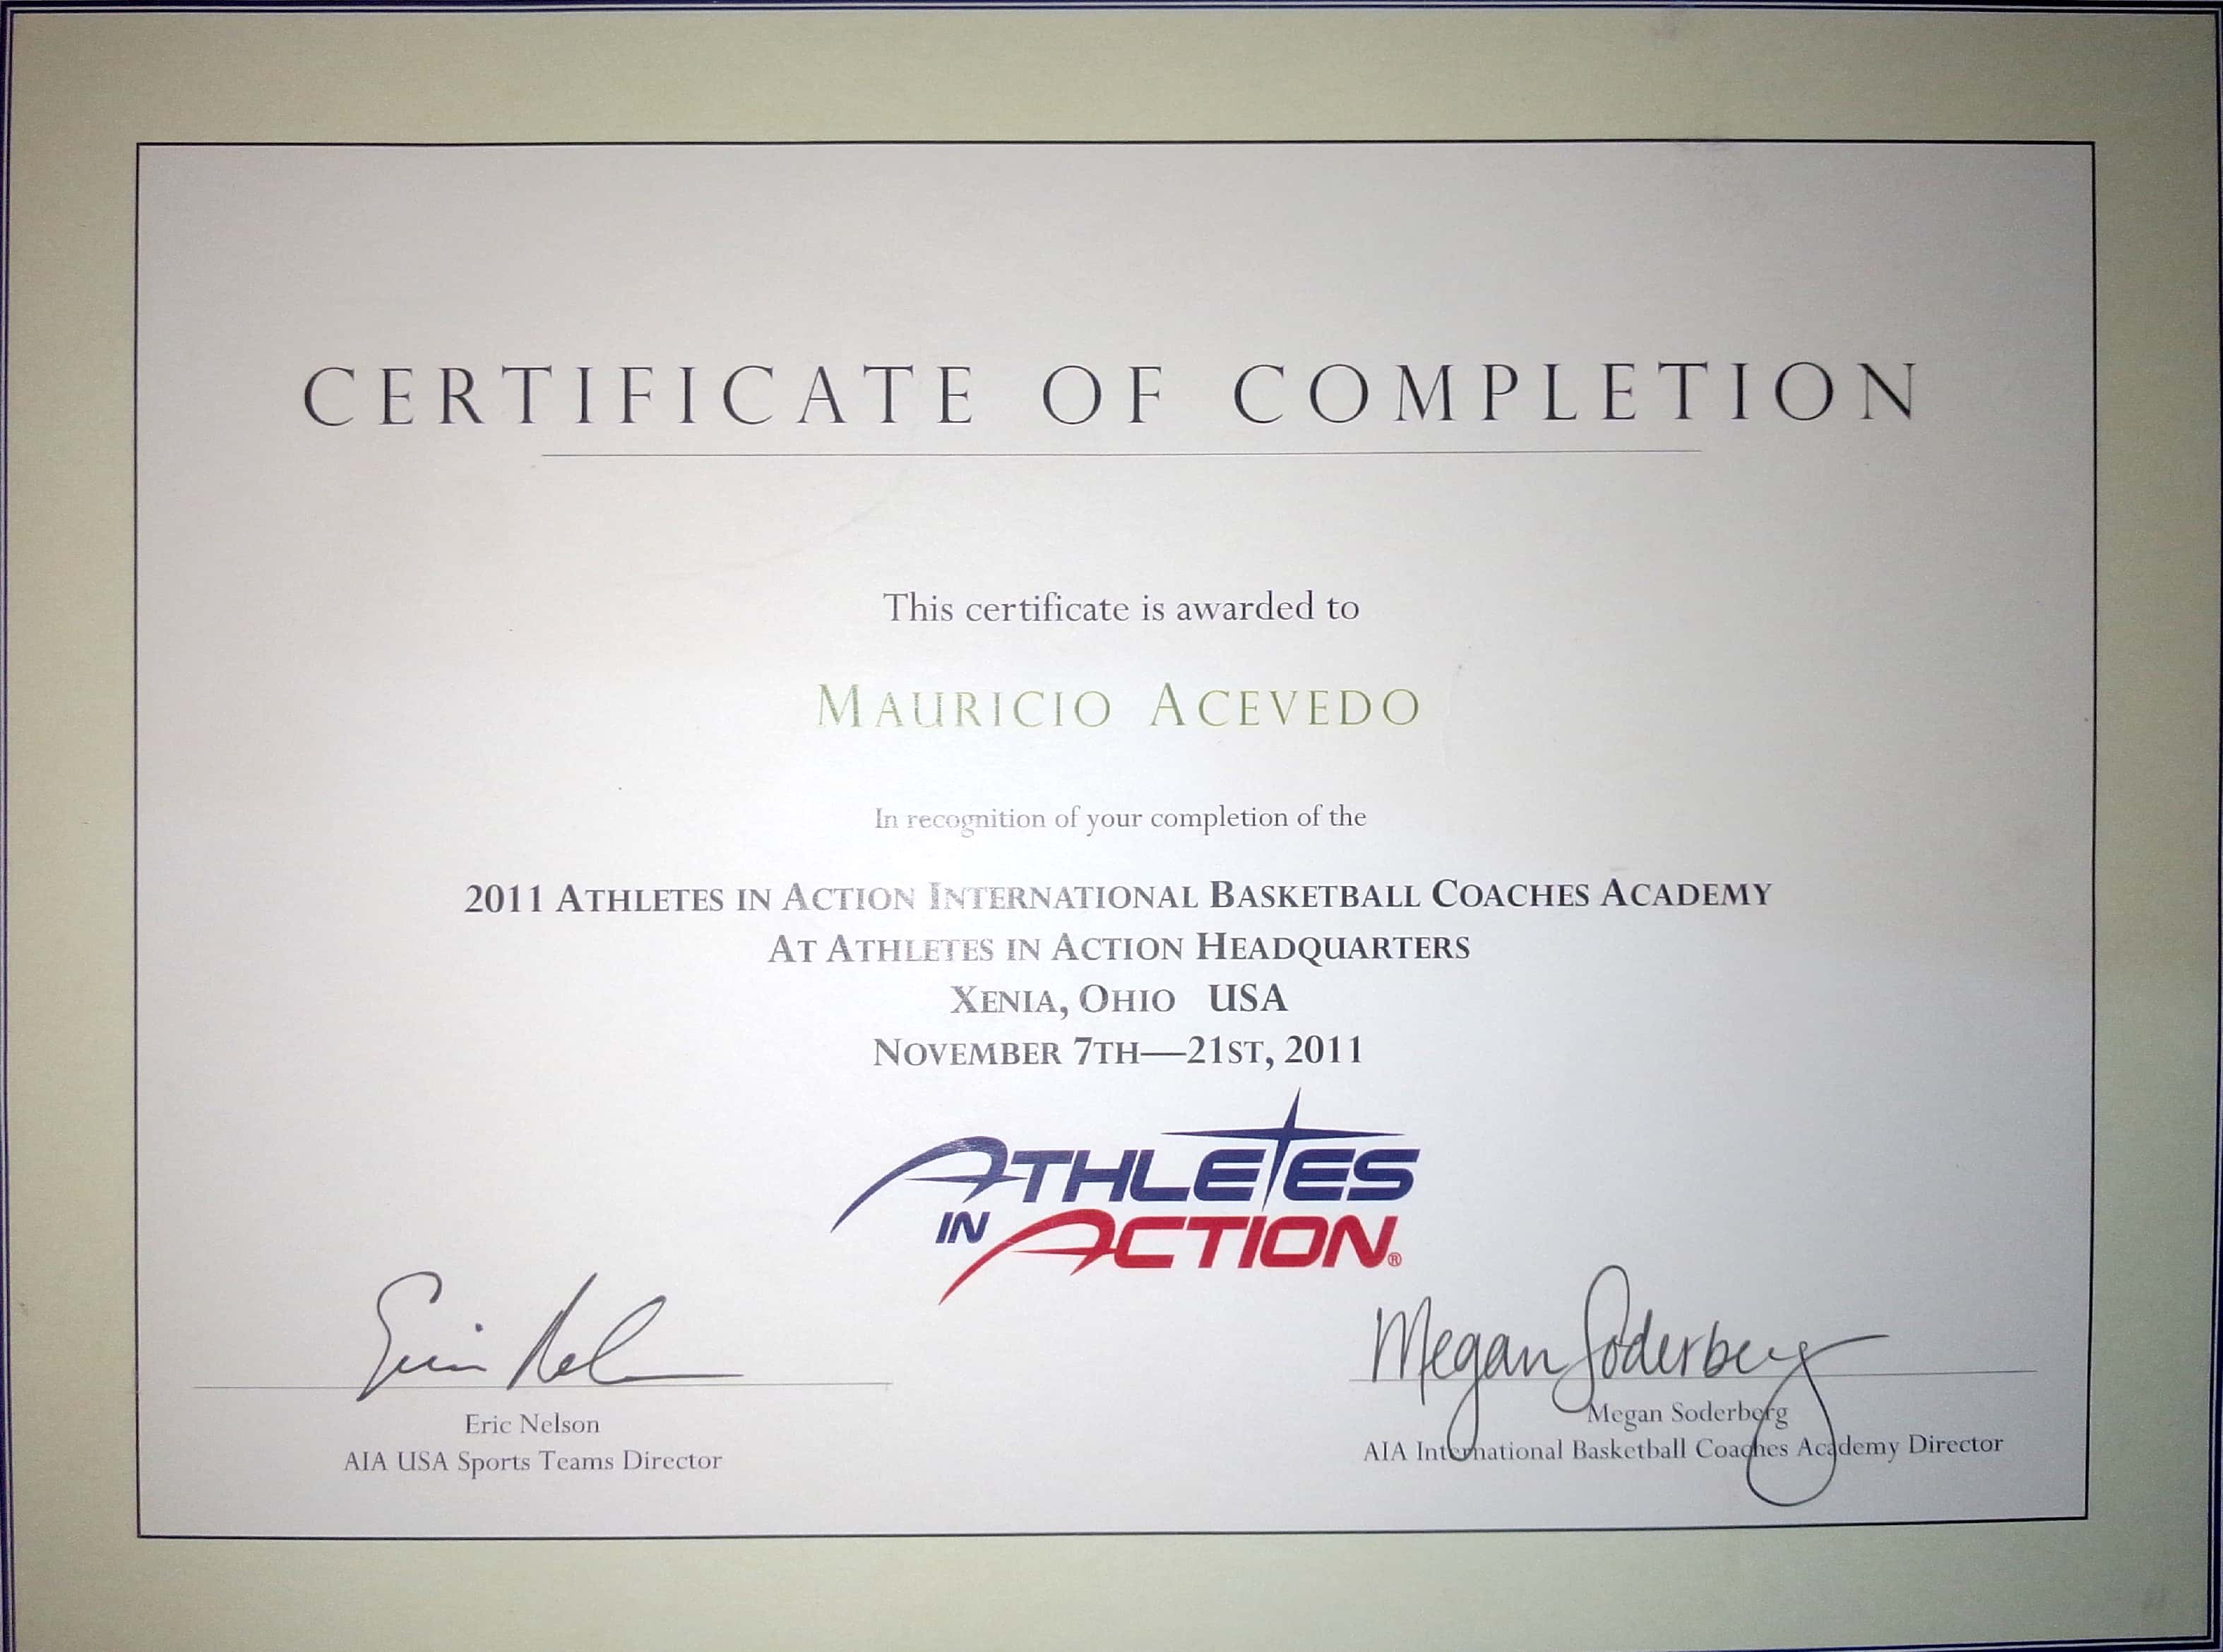 CERTIFICATE OF COMPLETION
This certificate is awarded to
MAURICIO ACEVEDO
In recognition of your completion of the
2011 ATHLETES IN ACTION INTERNATIONAL BASKETBALL COACHES ACADEMY
AT ATHLETES IN ACTION HEADQUARTERS
XENIA, OHIO USA
NOVEMBER 7TH—21ST, 2011
ATHLETES
IN ACTION®
Eric Nelson
Megan Soderberg
Eric Nelson
AIA USA Sports Teams Director
Megan Soderberg
AIA International Basketball Coaches Academy Director